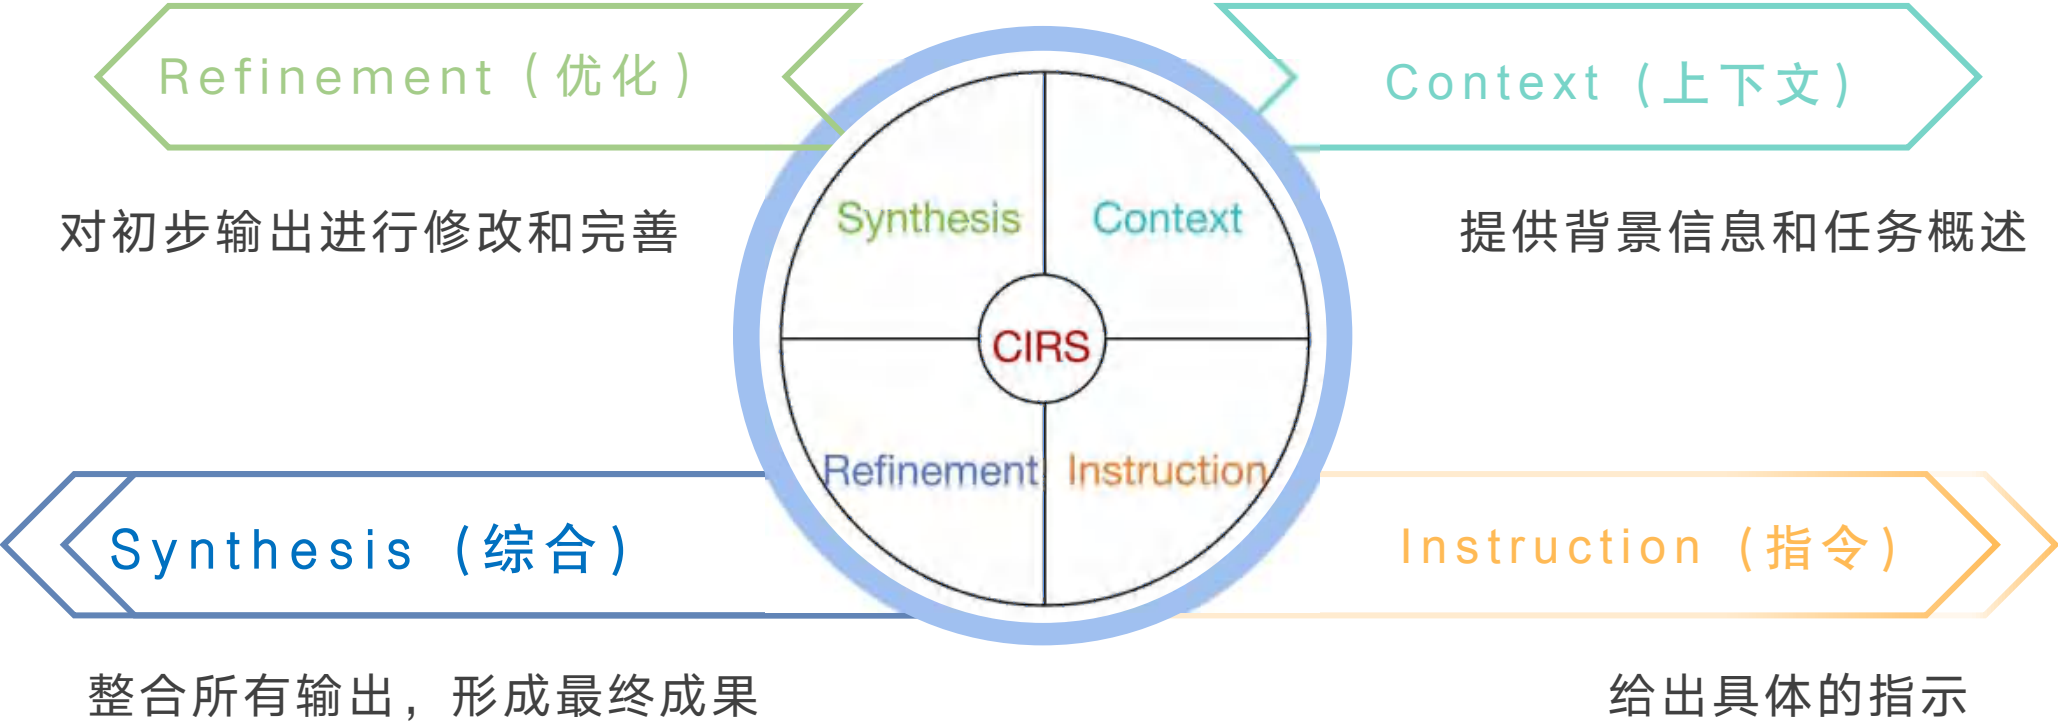 Refinement（优化）
Context（上下文）
对初步输出进行修改和完善
提供背景信息和任务概述
Synthesis
Context
CIRS
Refinement
Instruction
Synthesis（综合）
Instruction（指令）
整合所有输出，形成最终成果
给出具体的指示